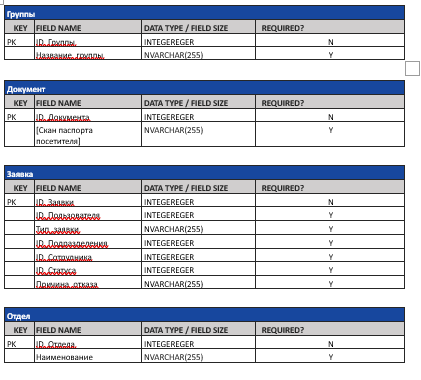 Группы
KEY FIELD NAME DATA TYPE / FIELD SIZE REQUIRED?
PK ID_Группы INTEGEREGER N
Название_группы NVARCHAR(255) Y
Документ
KEY FIELD NAME DATA TYPE / FIELD SIZE REQUIRED?
PK ID_Документа INTEGEREGER N
[Скан паспорта NVARCHAR(255) Y
посетителя]
Заявка
KEY FIELD NAME DATA TYPE / FIELD SIZE REQUIRED?
PK ID_Заявки INTEGEREGER N
ID_Пользователя INTEGEREGER Y
Тип_заявки NVARCHAR(255) Y
ID_Подразделения INTEGEREGER Y
ID_Сотрудника INTEGEREGER Y
ID_Статуса INTEGEREGER Y
Причина_отказа NVARCHAR(255) Y
Отдел
KEY FIELD NAME DATA TYPE / FIELD SIZE REQUIRED?
PK ID_Отдела INTEGEREGER N
Наименование NVARCHAR(255) Y